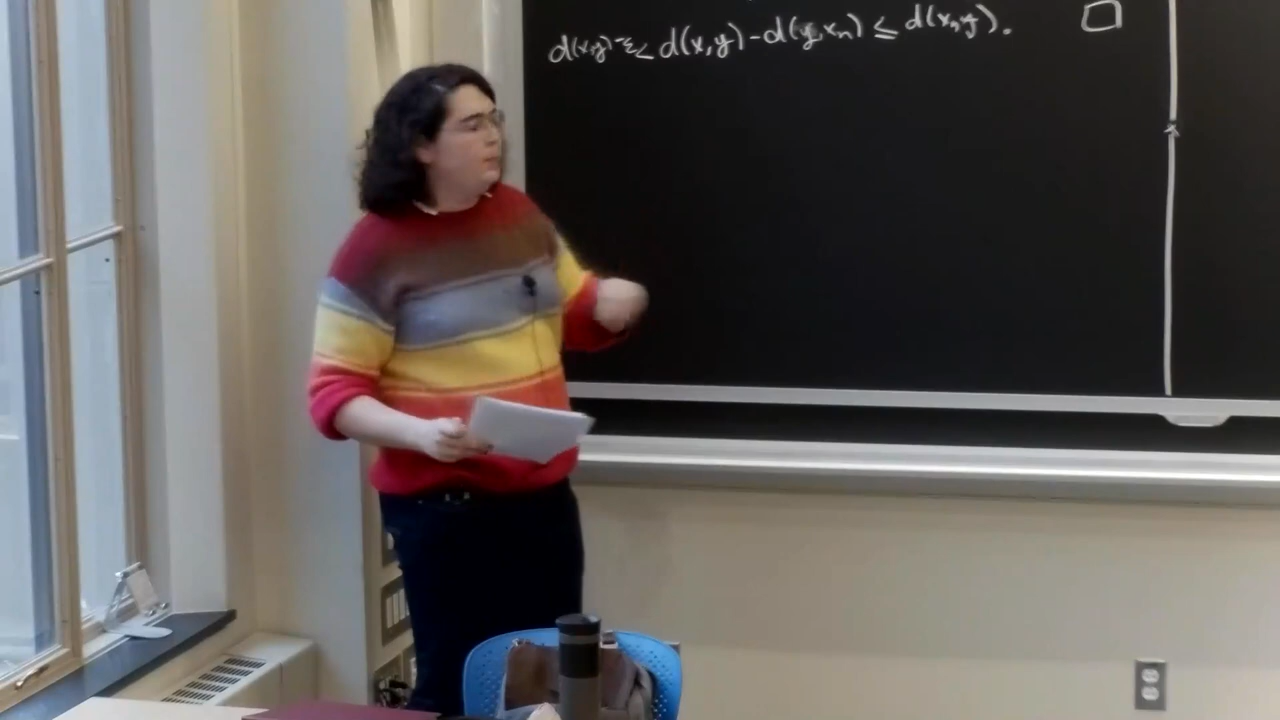 d(x,y)-ε < d(x,y)-d(y,xₙ) ≤ d(xₙ,y). □